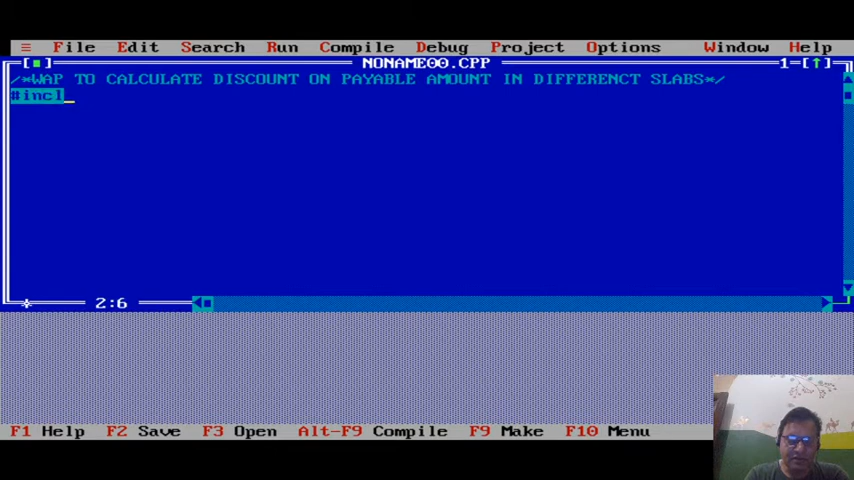 ≡ File Edit Search Run Compile Debug Project Options Window Help
[■] NONAME00.CPP 1=[↑]
/*WAP TO CALCULATE DISCOUNT ON PAYABLE AMOUNT IN DIFFERENCT SLABS*/
#incl_
* 2:6
F1 Help F2 Save F3 Open Alt-F9 Compile F9 Make F10 Menu